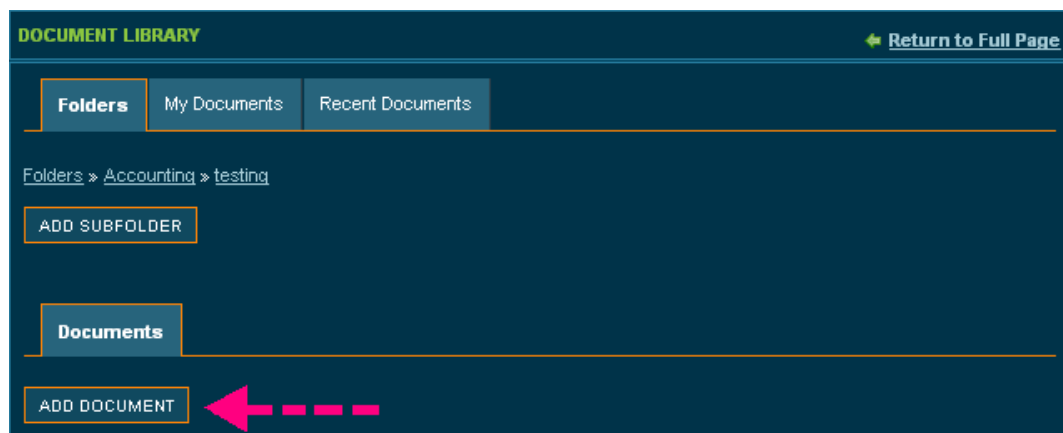 DOCUMENT LIBRARY
Return to Full Page
Folders My Documents Recent Documents
Folders » Accounting » testing
ADD SUBFOLDER
Documents
ADD DOCUMENT